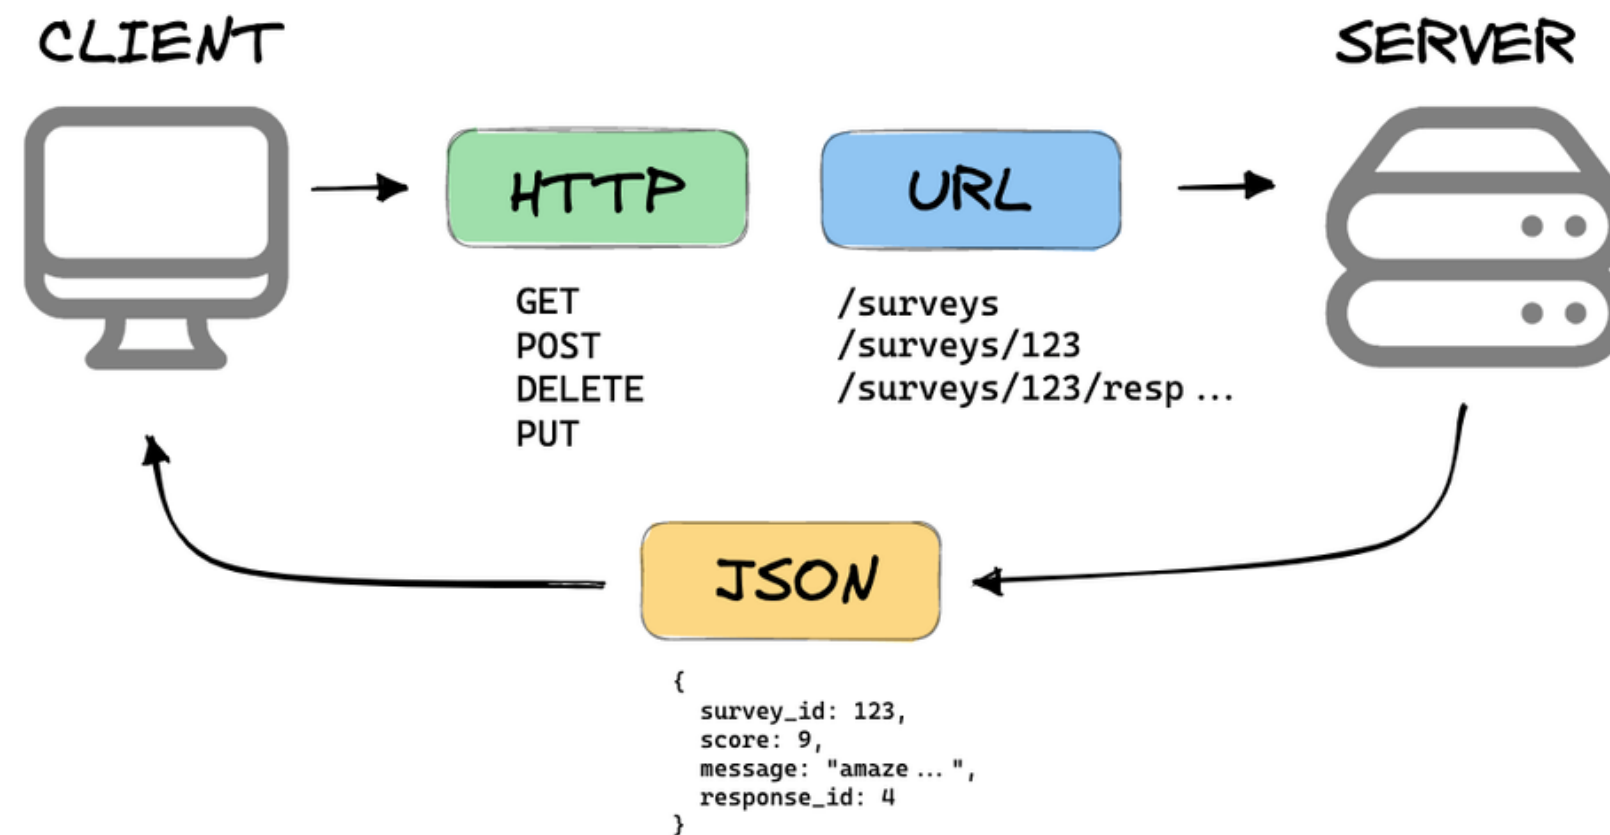 CLIENT
SERVER
HTTP
URL
GET
POST
DELETE
PUT
/surveys
/surveys/123
/surveys/123/resp ...
JSON
{
survey_id: 123,
score: 9,
message: "amaze ... ",
response_id: 4
}